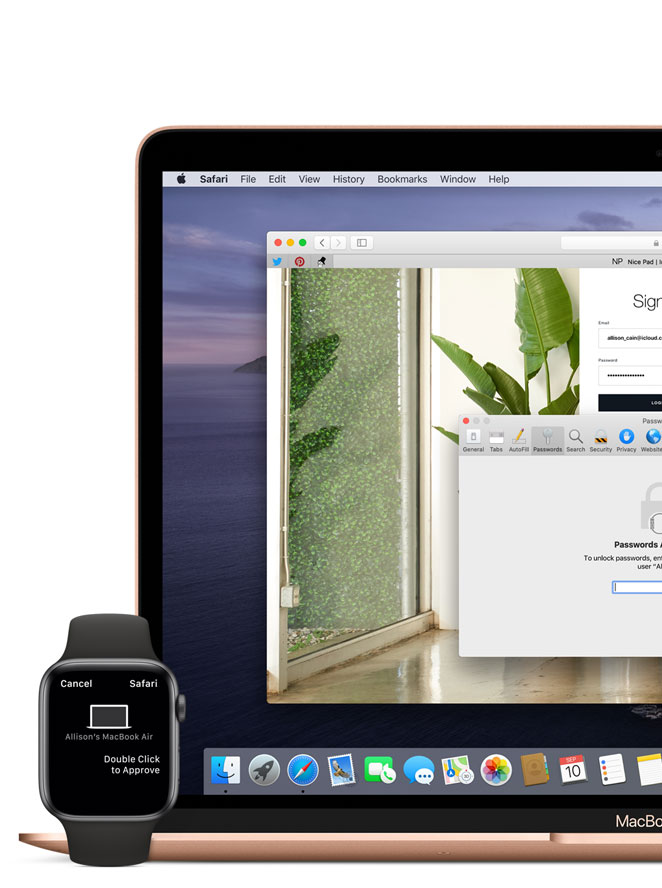 Safari File Edit View History Bookmarks Window Help
NP Nice Pad |
Sign
Email
allison_cain@icloud.c
Password
LOG
Passw
General Tabs AutoFill Passwords Search Security Privacy Website
Passwords A
To unlock passwords, ent
user "Al
Cancel Safari
Allison's MacBook Air
Double Click
to Approve
SEP
10
MacBo